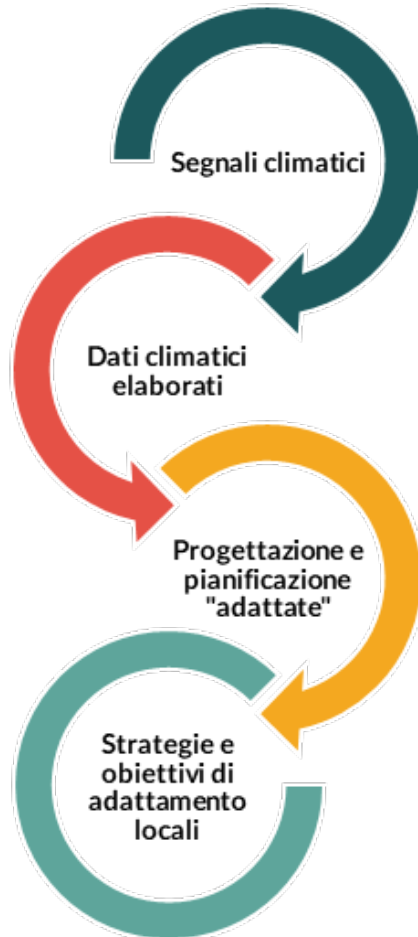 Segnali climatici
Dati climatici
elaborati
Progettazione e
pianificazione
"adattate"
Strategie e
obiettivi di
adattamento
locali